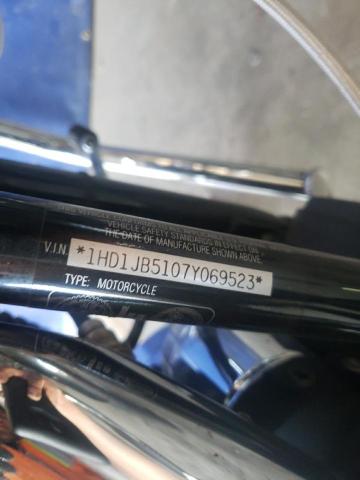 VEHICLE SAFETY STANDARDS IN EFFECT ON
THE DATE OF MANUFACTURE SHOWN ABOVE.
V.I.N. *1HD1JB5107Y069523*
TYPE: MOTORCYCLE